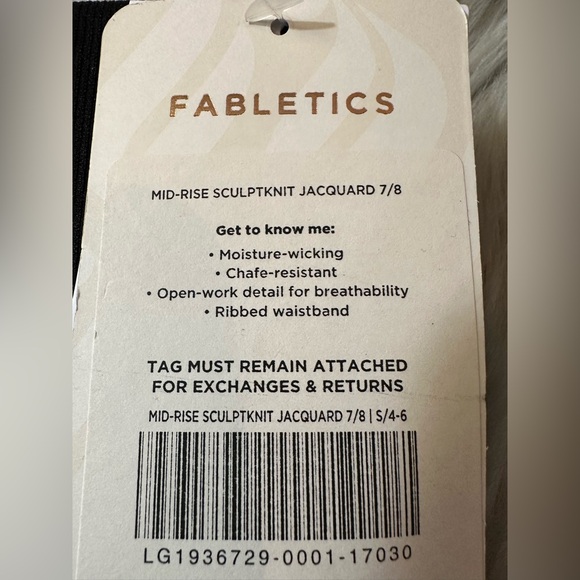 FABLETICS
MID-RISE SCULPTKNIT JACQUARD 7/8
Get to know me:
• Moisture-wicking
• Chafe-resistant
• Open-work detail for breathability
• Ribbed waistband
TAG MUST REMAIN ATTACHED
FOR EXCHANGES & RETURNS
MID-RISE SCULPTKNIT JACQUARD 7/8 | S/4-6
LG1936729-0001-17030